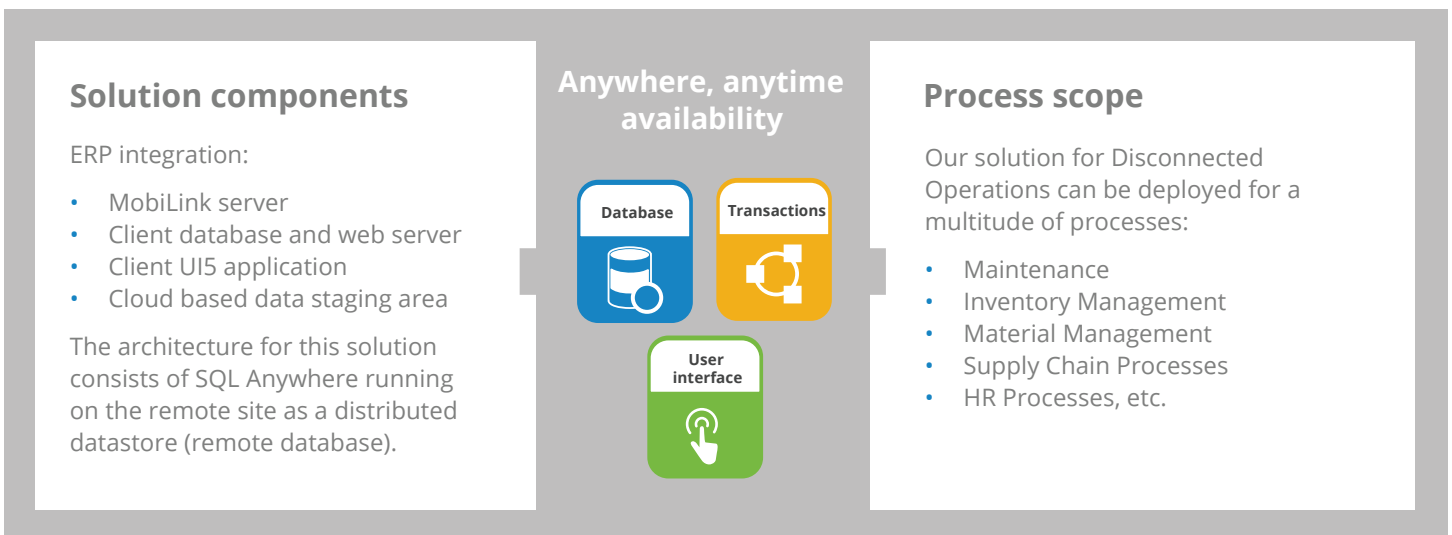 Solution components
ERP integration:
• MobiLink server
• Client database and web server
• Client UI5 application
• Cloud based data staging area
The architecture for this solution
consists of SQL Anywhere running
on the remote site as a distributed
datastore (remote database).
Anywhere, anytime
availability
Database
Transactions
User
interface
Process scope
Our solution for Disconnected
Operations can be deployed for a
multitude of processes:
• Maintenance
• Inventory Management
• Material Management
• Supply Chain Processes
• HR Processes, etc.